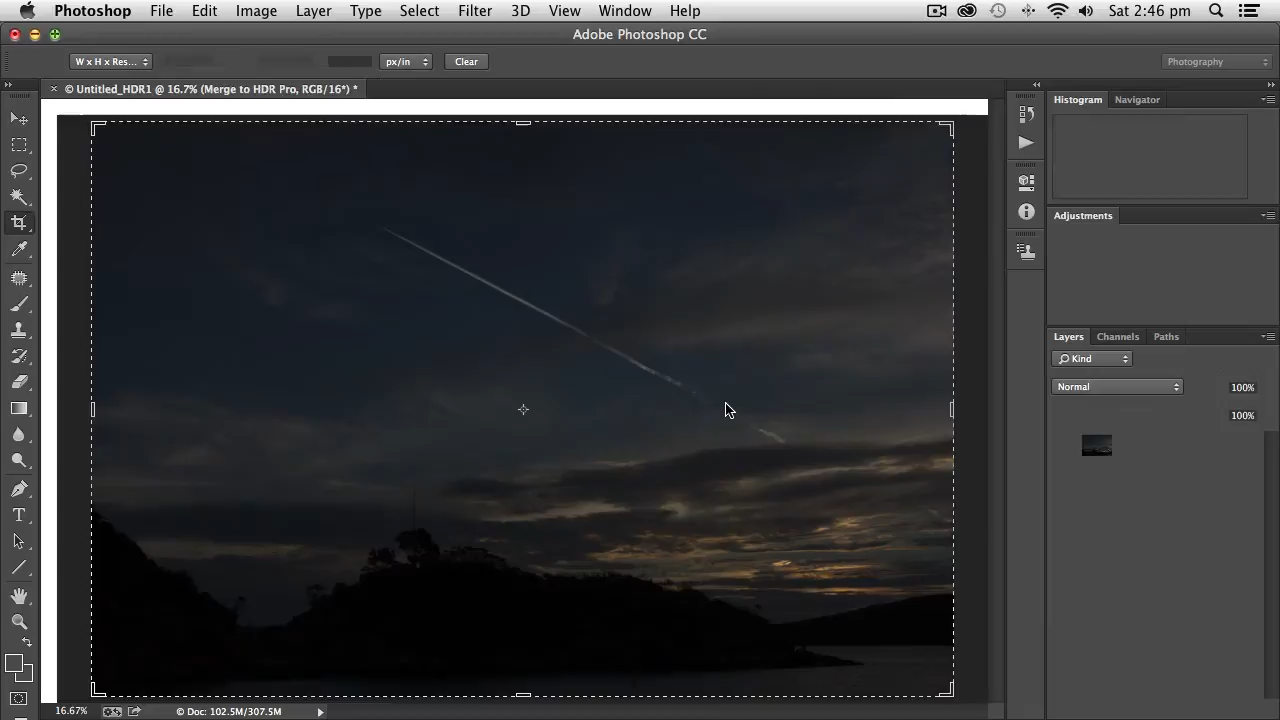 Photoshop File Edit Image Layer Type Select Filter 3D View Window Help Sat 2:46 pm
Adobe Photoshop CC
W x H x Res... px/in Clear Photography
© Untitled_HDR1 @ 16.7% (Merge to HDR Pro, RGB/16*) *
Histogram Navigator
Adjustments
Layers Channels Paths
Kind
Normal 100%
100%
16.67% © Doc: 102.5M/307.5M